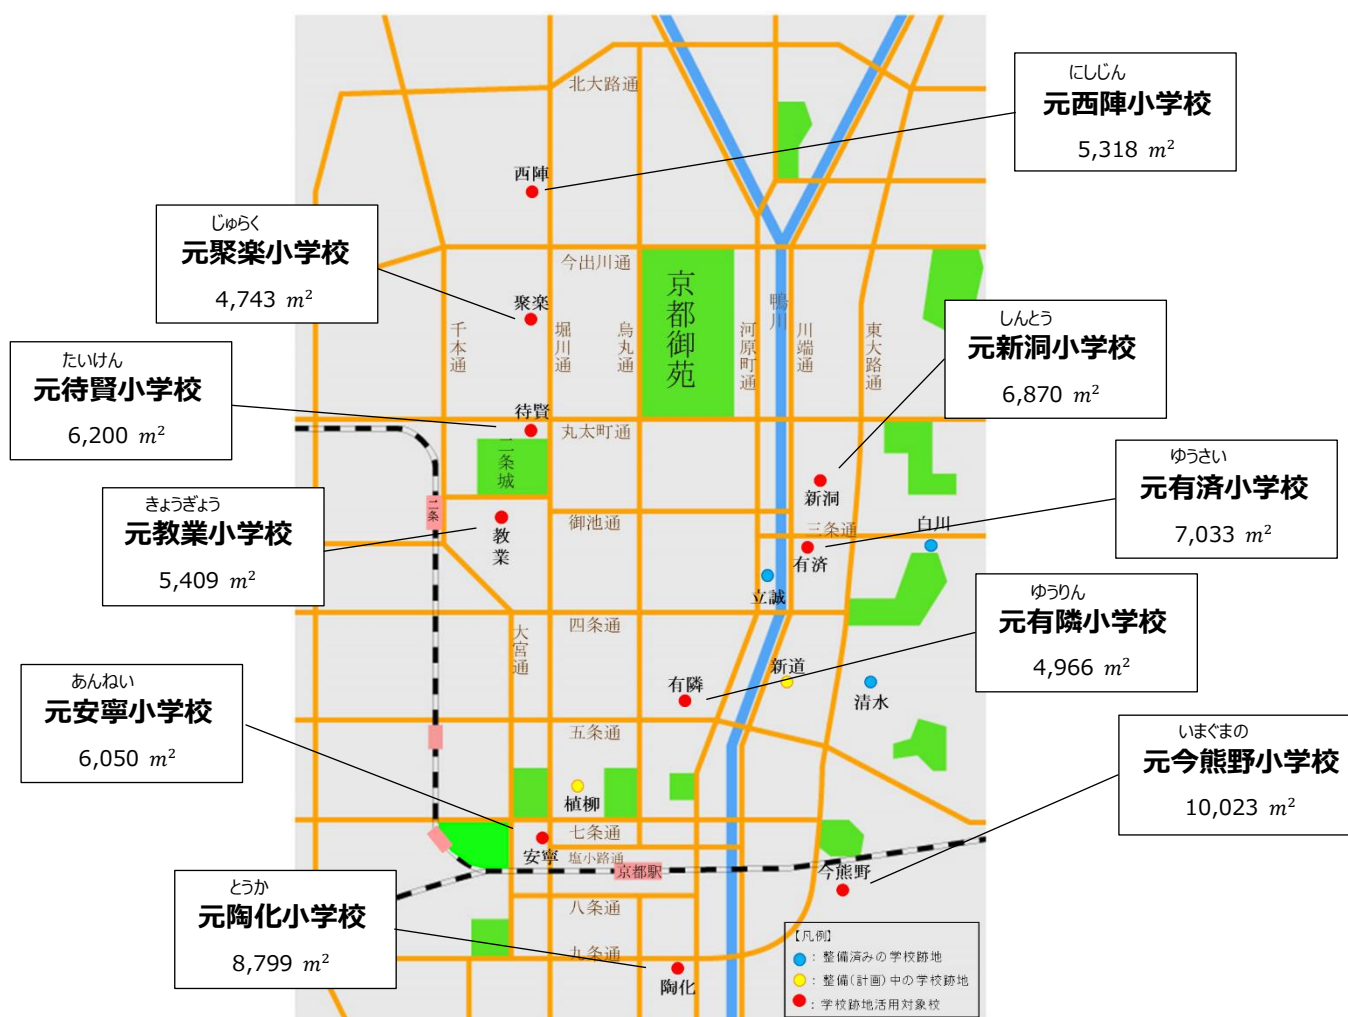 にしじん
元西陣小学校
5,318 m²
北大路通
西陣
じゅらく
元聚楽小学校
4,743 m²
今出川通
京都御苑
鴨川
聚楽
千本通
堀川通
烏丸通
河原町通
川端通
東大路通
しんとう
元新洞小学校
6,870 m²
たいけん
元待賢小学校
6,200 m²
待賢
丸太町通
二条城
二条
新洞
ゆうさい
元有済小学校
7,033 m²
きょうぎょう
元教業小学校
5,409 m²
教業
御池通
三条通
白川
有済
立誠
ゆうりん
元有隣小学校
4,966 m²
四条通
大宮通
新道
有隣
清水
あんねい
元安寧小学校
6,050 m²
五条通
いまぐまの
元今熊野小学校
10,023 m²
植柳
七条通
安寧
塩小路通
京都駅
今熊野
とうか
元陶化小学校
8,799 m²
八条通
九条通
陶化
【凡例】
：整備済みの学校跡地
：整備(計画)中の学校跡地
：学校跡地活用対象校